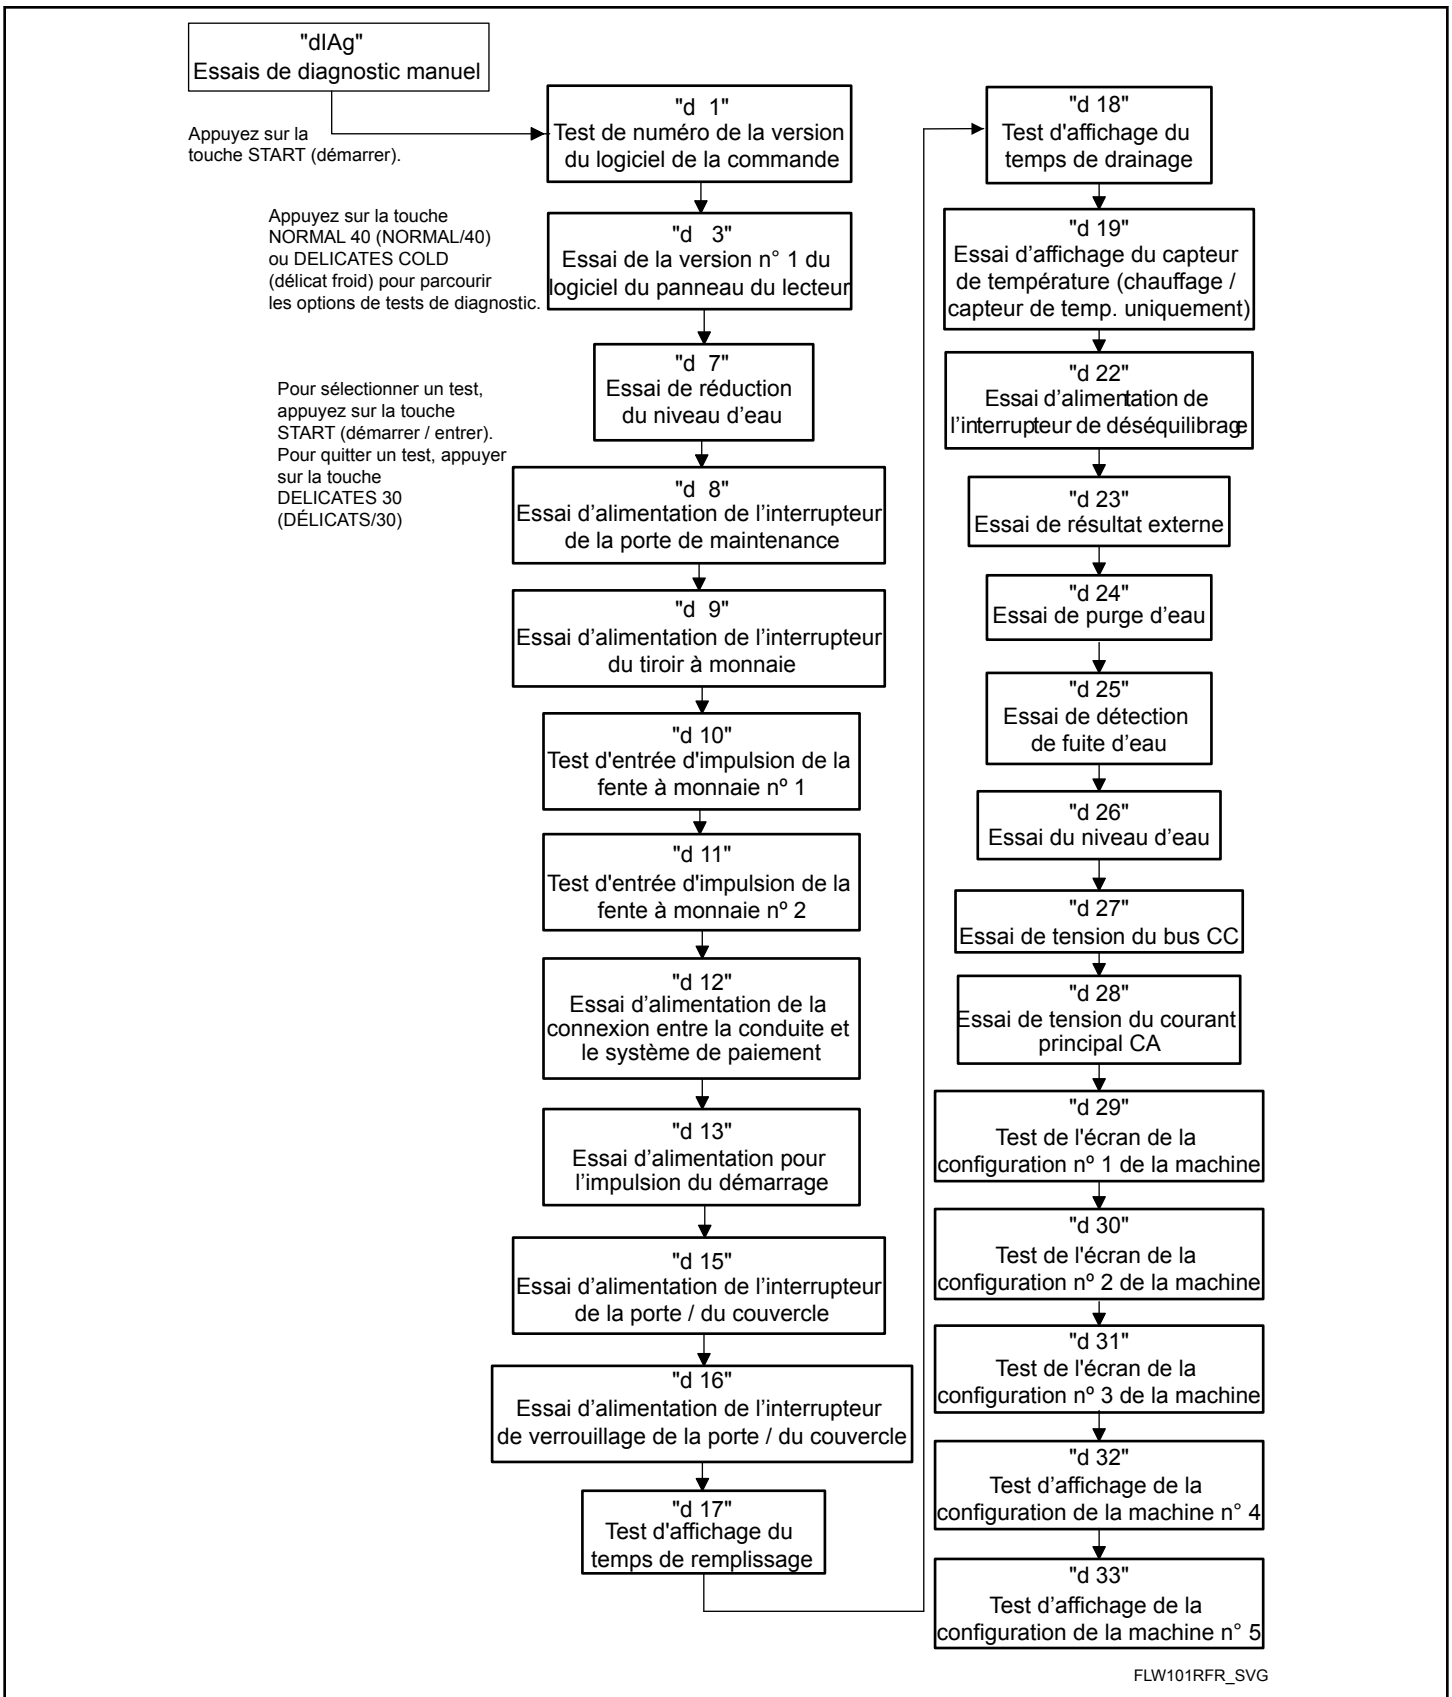 "dIAg"
Essais de diagnostic manuel
Appuyez sur la
touche START (démarrer).
Appuyez sur la touche
NORMAL 40 (NORMAL/40)
ou DELICATES COLD
(délicat froid) pour parcourir
les options de tests de diagnostic.
Pour sélectionner un test,
appuyez sur la touche
START (démarrer / entrer).
Pour quitter un test, appuyer
sur la touche
DELICATES 30
(DÉLICATS/30)
"d 1"
Test de numéro de la version
du logiciel de la commande
"d 3"
Essai de la version n° 1 du
logiciel du panneau du lecteur
"d 7"
Essai de réduction
du niveau d’eau
"d 8"
Essai d’alimentation de l’interrupteur
de la porte de maintenance
"d 9"
Essai d’alimentation de l’interrupteur
du tiroir à monnaie
"d 10"
Test d'entrée d'impulsion de la
fente à monnaie nº 1
"d 11"
Test d'entrée d'impulsion de la
fente à monnaie nº 2
"d 12"
Essai d’alimentation de la
connexion entre la conduite et
le système de paiement
"d 13"
Essai d’alimentation pour
l’impulsion du démarrage
"d 15"
Essai d’alimentation de l’interrupteur
de la porte / du couvercle
"d 16"
Essai d’alimentation de l’interrupteur
de verrouillage de la porte / du couvercle
"d 17"
Test d'affichage du
temps de remplissage
"d 18"
Test d'affichage du
temps de drainage
"d 19"
Essai d’affichage du capteur
de température (chauffage /
capteur de temp. uniquement)
"d 22"
Essai d’alimentation de
l’interrupteur de déséquilibrage
"d 23"
Essai de résultat externe
"d 24"
Essai de purge d’eau
"d 25"
Essai de détection
de fuite d’eau
"d 26"
Essai du niveau d’eau
"d 27"
Essai de tension du bus CC
"d 28"
Essai de tension du courant
principal CA
"d 29"
Test de l'écran de la
configuration nº 1 de la machine
"d 30"
Test de l'écran de la
configuration nº 2 de la machine
"d 31"
Test de l'écran de la
configuration nº 3 de la machine
"d 32"
Test d’affichage de la
configuration de la machine n° 4
"d 33"
Test d’affichage de la
configuration de la machine n° 5
FLW101RFR_SVG